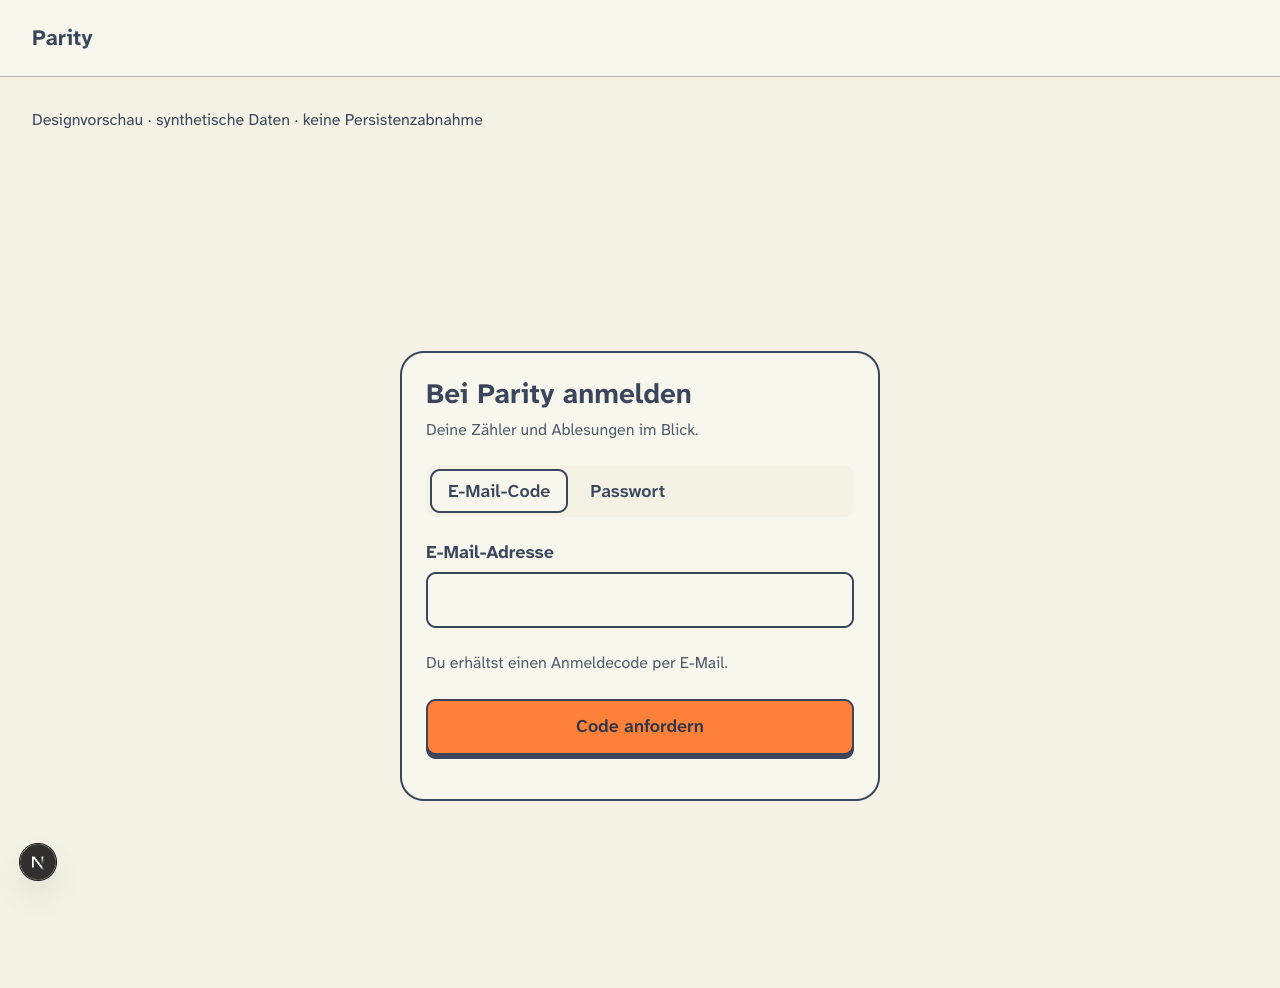 Parity
Designvorschau · synthetische Daten · keine Persistenzabnahme
Bei Parity anmelden
Deine Zähler und Ablesungen im Blick.
E-Mail-Code
Passwort
E-Mail-Adresse
Du erhältst einen Anmeldecode per E-Mail.
Code anfordern
N